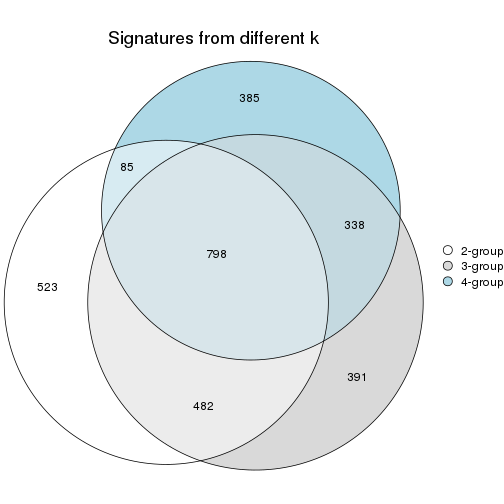 Signatures from different k
385
85
338
798
523
391
482
2-group
3-group
4-group